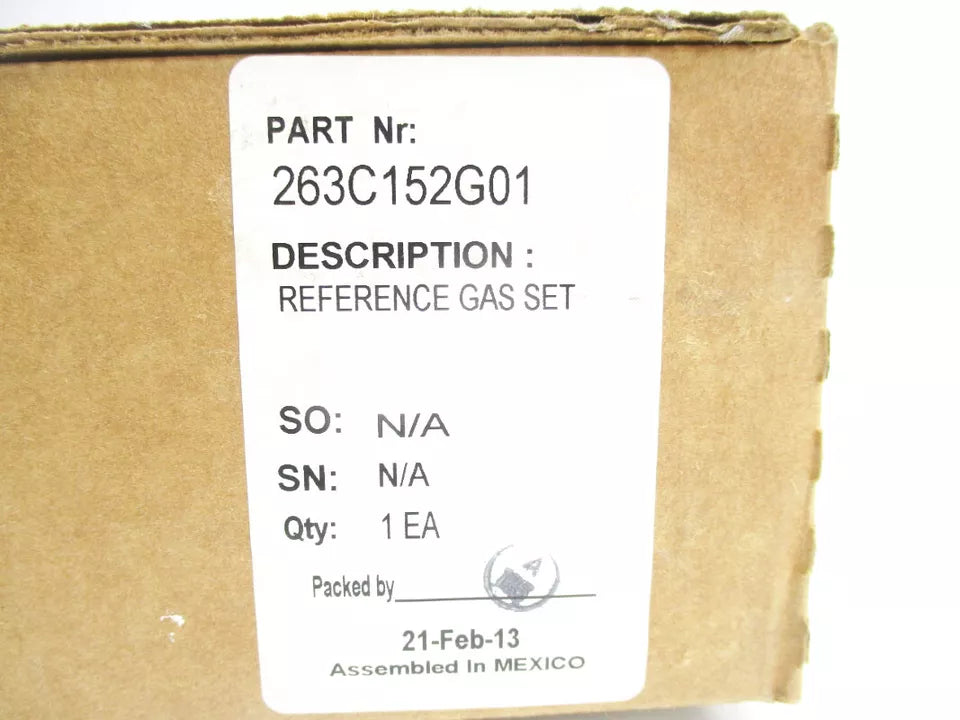 PART Nr:
263C152G01
DESCRIPTION :
REFERENCE GAS SET
SO: N/A
SN: N/A
Qty: 1 EA
Packed by
A
21-Feb-13
Assembled In MEXICO